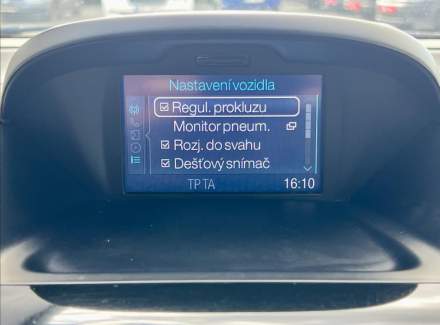 Nastavení vozidla
Regul. prokluzu
Monitor pneum.
Rozj. do svahu
Dešťový snímač
TP TA 16:10